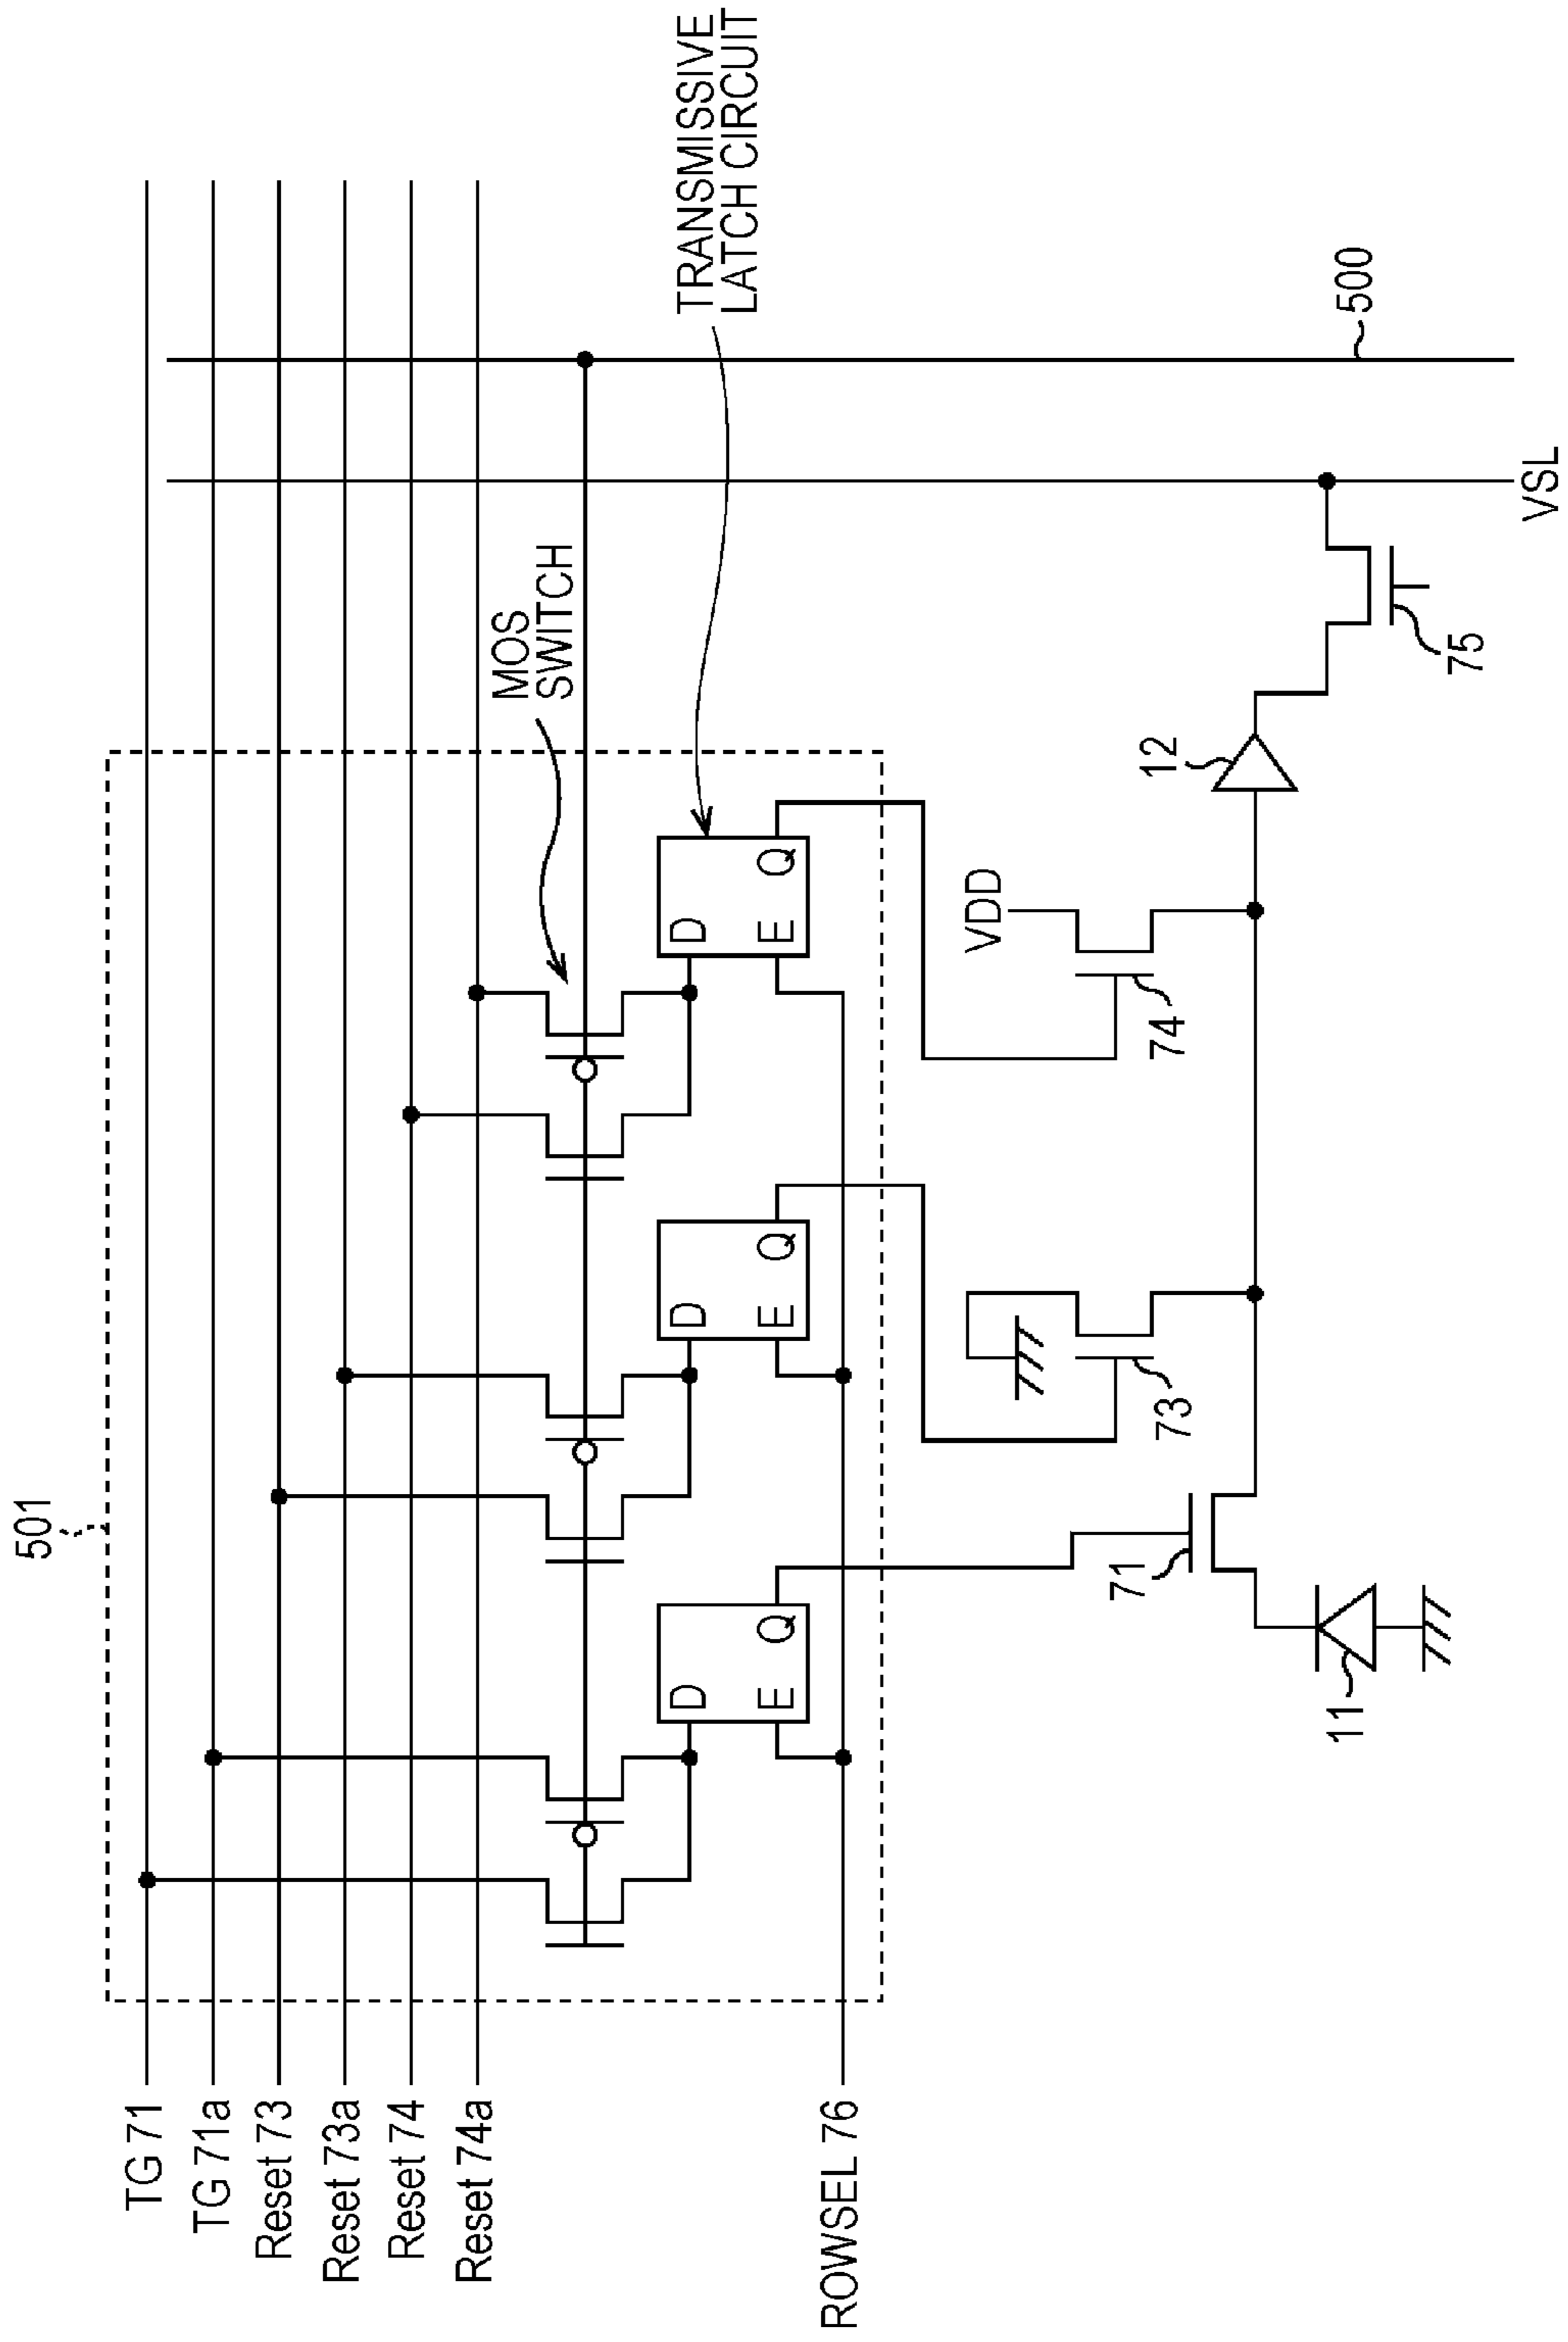 501
TG 71
TG 71a
Reset 73
Reset 73a
Reset 74
Reset 74a
ROWSEL 76
MOS
SWITCH
TRANSMISSIVE
LATCH CIRCUIT
D
E
Q
D
E
Q
D
E
Q
VDD
11
71
73
74
12
75
VSL
500